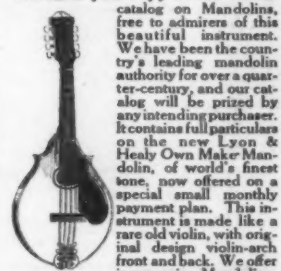 catalog on Mandolins,
free to admirers of this
beautiful instrument.
We have been the coun-
try's leading mandolin
authority for over a quar-
ter-century, and our cat-
alog will be prized by
any intending purchaser.
It contains full particulars
on the new Lyon &
Healy Own Make Man-
dolin, of world's finest
tone, now offered on a
special small monthly
payment plan. This in-
strument is made like a
rare old violin, with orig-
inal design violin-arch
front and back. We offer